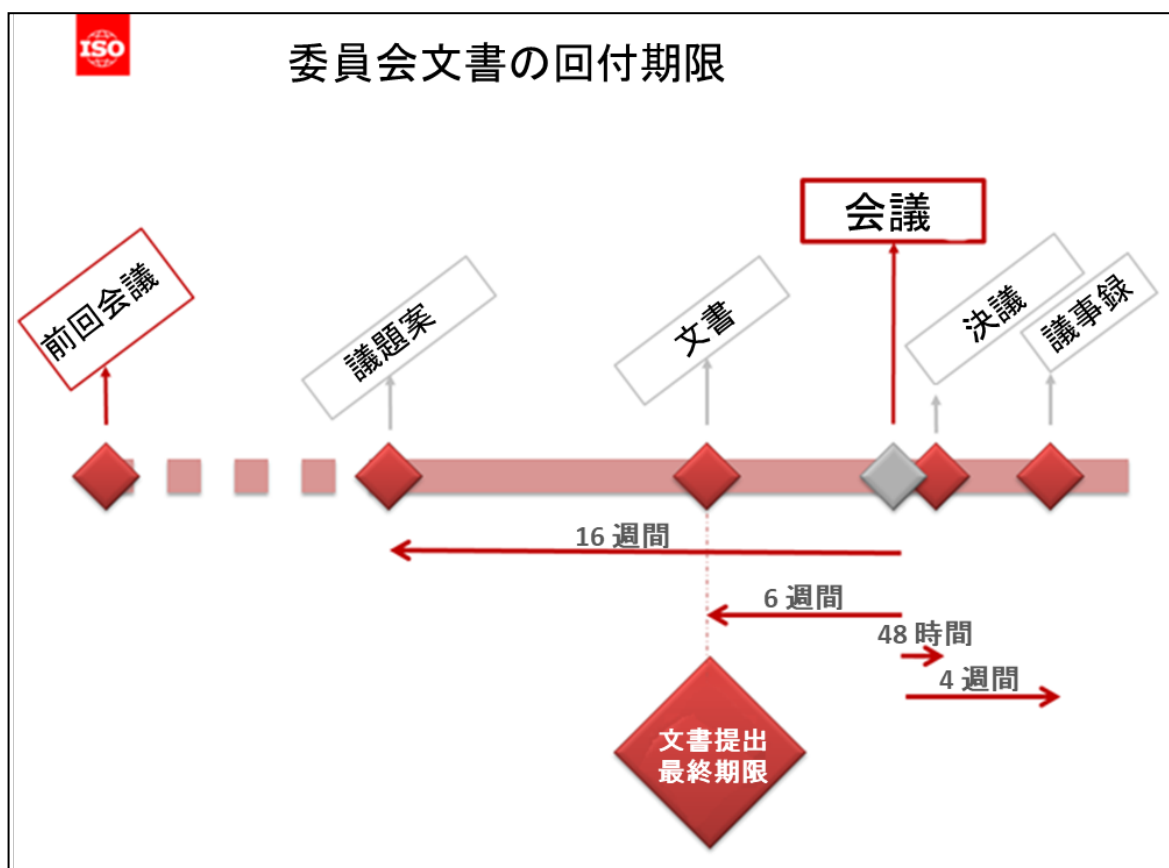 ISO
委員会文書の回付期限
会議
前回会議
議題案
文書
決議
議事録
16 週間
6 週間
48 時間
4 週間
文書提出
最終期限